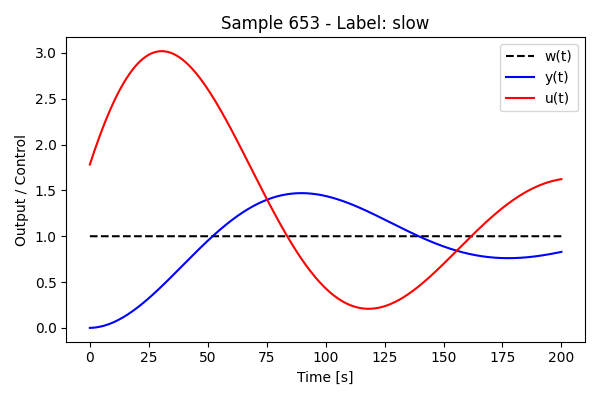 Sample 653 - Label: slow
w(t)
y(t)
u(t)
Output / Control
3.0
2.5
2.0
1.5
1.0
0.5
0.0
0 25 50 75 100 125 150 175 200
Time [s]